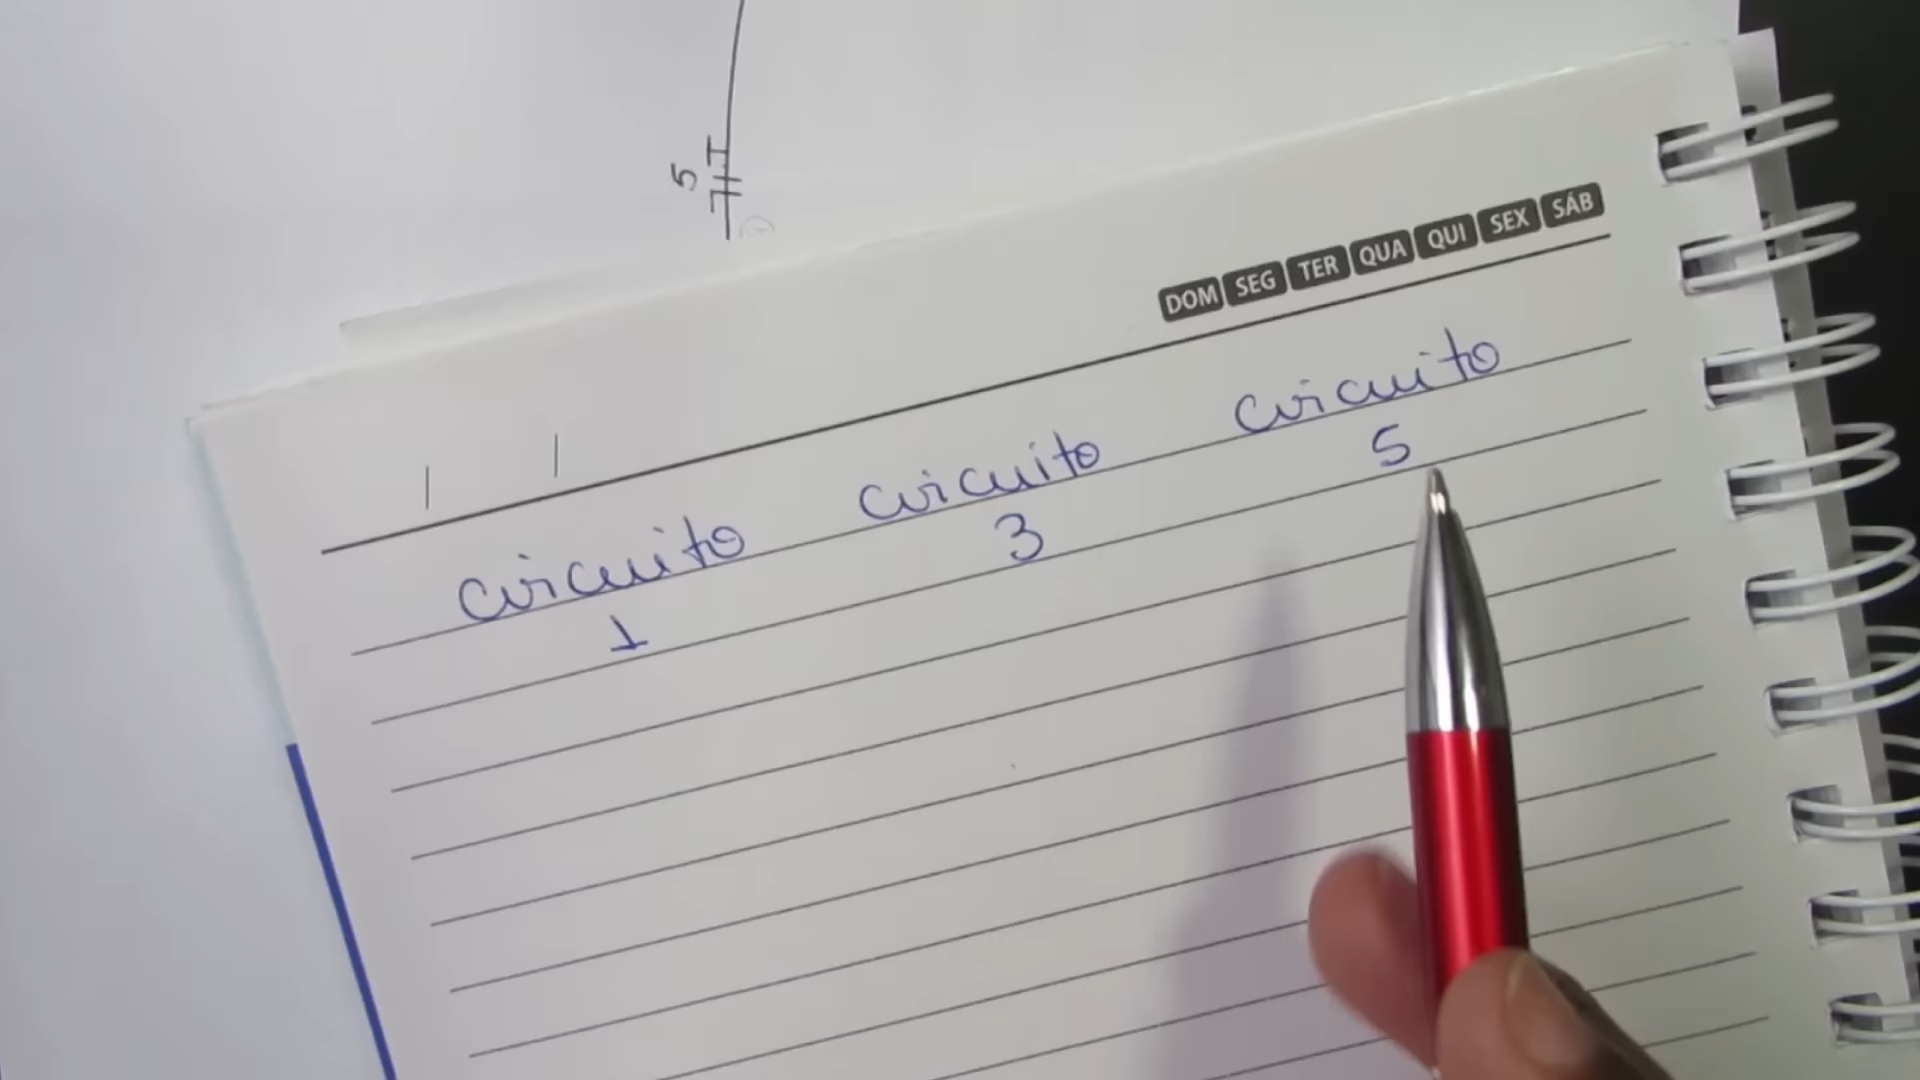 5
DOM SEG TER QUA QUI SEX SÁB
circuito circuito circuito
1 3 5